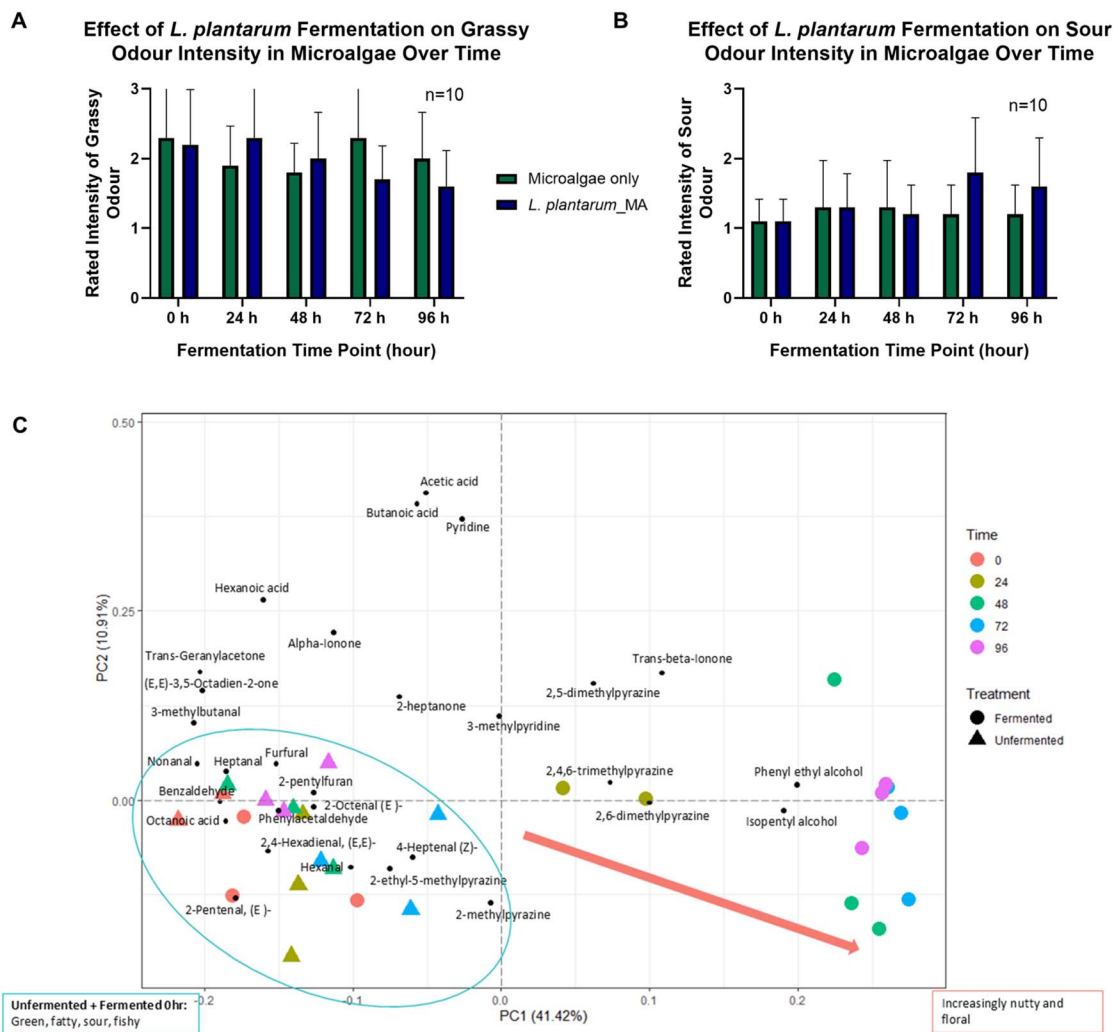 A
Effect of L. plantarum Fermentation on Grassy
Odour Intensity in Microalgae Over Time
n=10
Rated Intensity of Grassy
Odour
3
2
1
0
0 h 24 h 48 h 72 h 96 h
Fermentation Time Point (hour)
Microalgae only
L. plantarum_MA
B
Effect of L. plantarum Fermentation on Sour
Odour Intensity in Microalgae Over Time
n=10
Rated Intensity of Sour
Odour
3
2
1
0
0 h 24 h 48 h 72 h 96 h
Fermentation Time Point (hour)
C
PC2 (10.91%)
0.50
0.25
0.00
Acetic acid
Butanoic acid
Pyridine
Hexanoic acid
Alpha-Ionone
Trans-Geranylacetone
Trans-beta-Ionone
(E,E)-3,5-Octadien-2-one
2,5-dimethylpyrazine
3-methylbutanal
2-heptanone
3-methylpyridine
Nonanal
Heptanal
Furfural
2-pentylfuran
2,4,6-trimethylpyrazine
Phenyl ethyl alcohol
Benzaldehyde
2-Octenal (E )-
2,6-dimethylpyrazine
Isopentyl alcohol
Octanoic acid
Phenylacetaldehyde
2,4-Hexadienal, (E,E)-
4-Heptenal (Z)-
Hexanal
2-ethyl-5-methylpyrazine
2-Pentenal, (E )-
2-methylpyrazine
-0.2 -0.1 0.0 0.1 0.2
PC1 (41.42%)
Time
0
24
48
72
96
Treatment
Fermented
Unfermented
Unfermented + Fermented 0hr:
Green, fatty, sour, fishy
Increasingly nutty and
floral